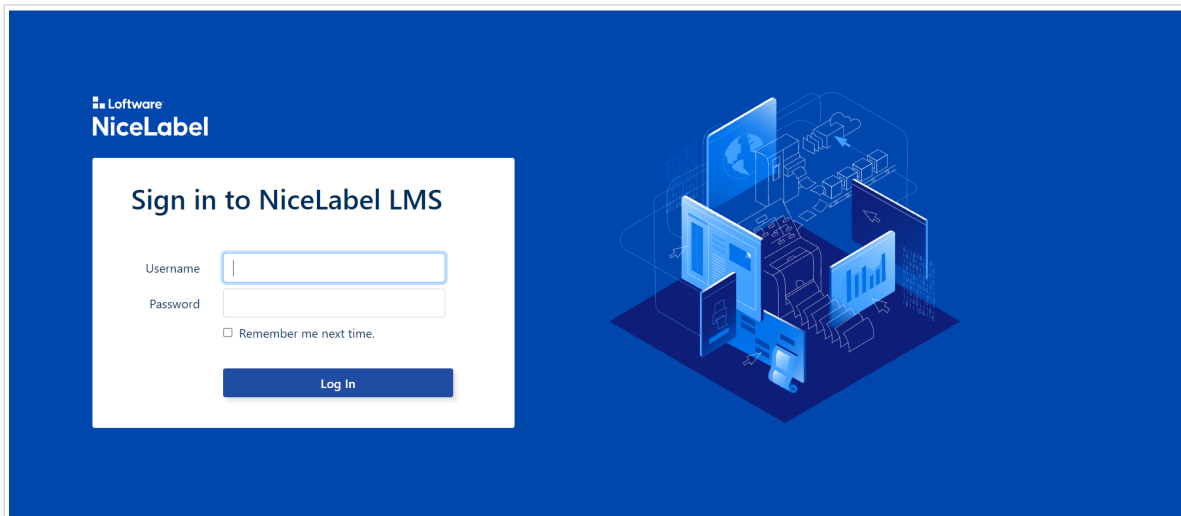 Loftware
NiceLabel
Sign in to NiceLabel LMS
Username
Password
Remember me next time.
Log In